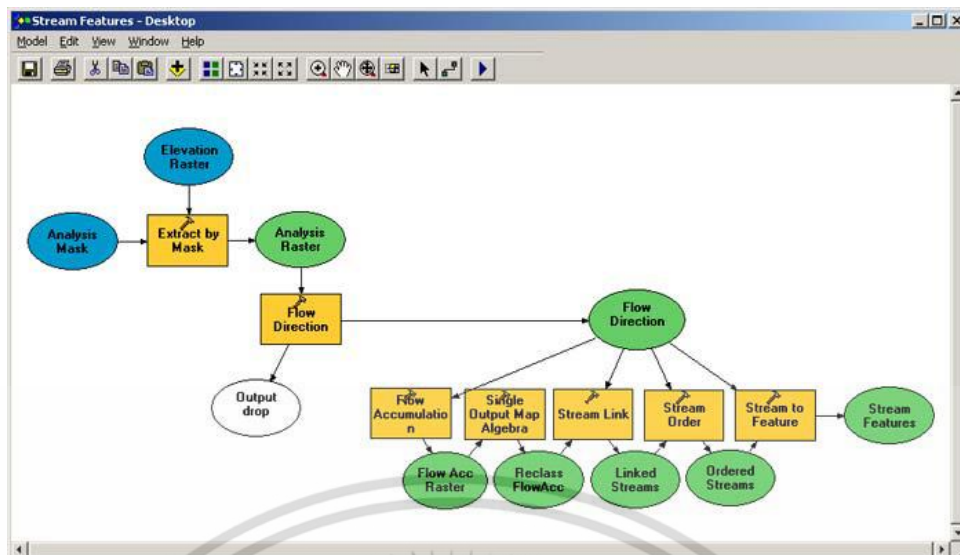 Stream Features - Desktop
Model Edit View Window Help
Elevation
Raster
Analysis
Mask
Extract by
Mask
Analysis
Raster
Flow
Direction
Flow
Direction
Output
drop
Flow
Accumulatio
n
Single
Output Map
Algebra
Stream Link
Stream
Order
Stream to
Feature
Stream
Features
Flow Acc
Raster
Reclass
FlowAcc
Linked
Streams
Ordered
Streams